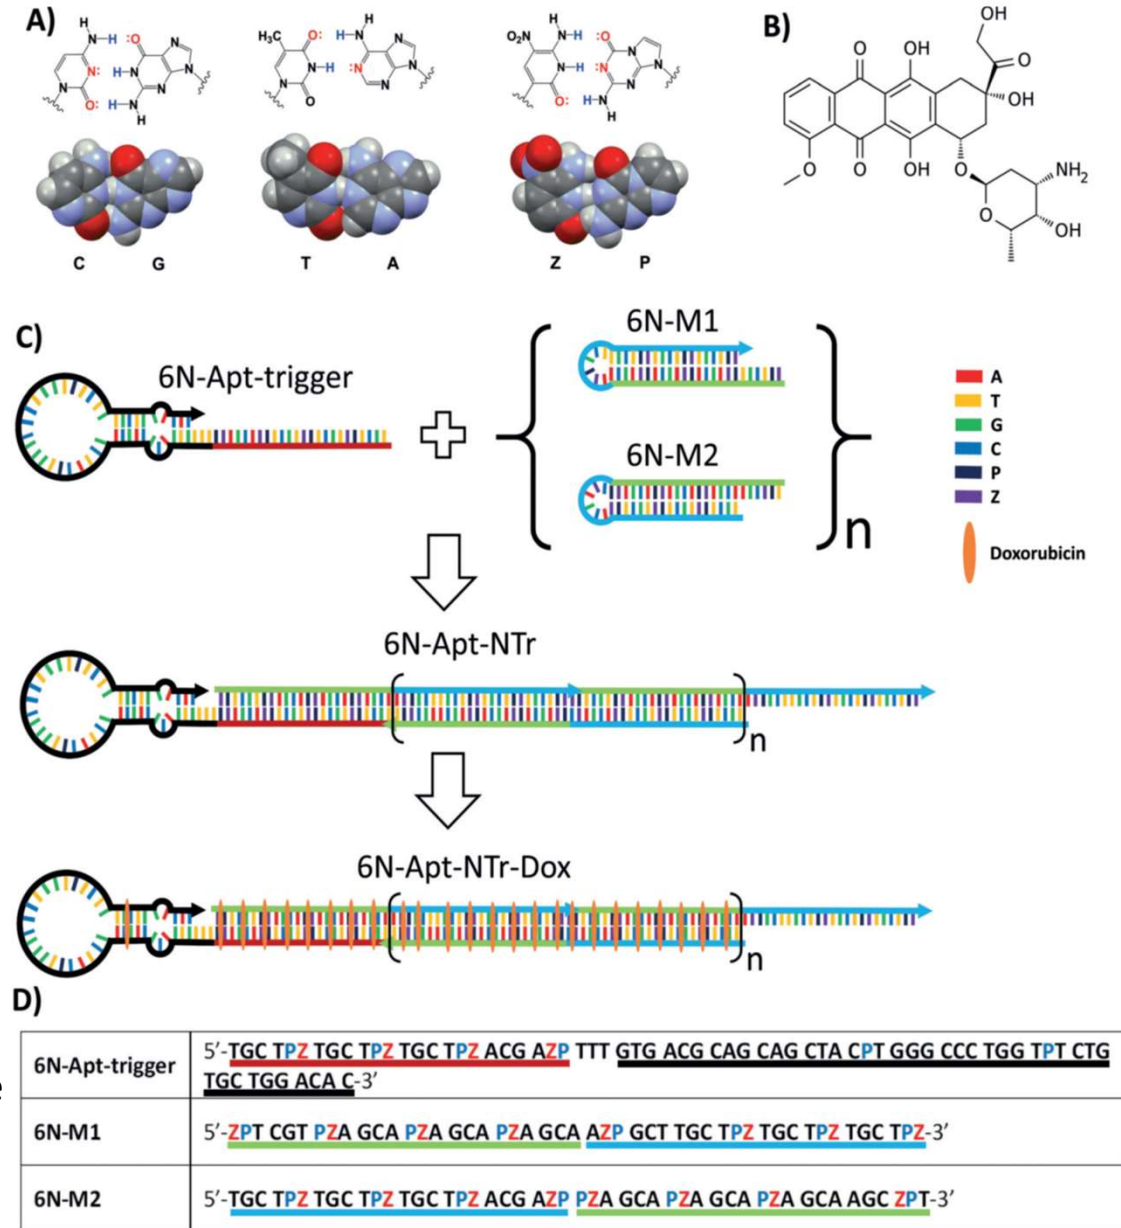 A)
H
N–H :O
N H–N N
N O: H–N N
H
C G
H₃C O: H–N
N–H :N
N O
T A
O₂N N–H :O
N–H :N N
O: H–N N
H
Z P
B)
OH
O OH O
OH
O O OH O NH₂
O
OH
C)
6N-Apt-trigger
6N-M1
6N-M2
n
A
T
G
C
P
Z
Doxorubicin
6N-Apt-NTr
n
6N-Apt-NTr-Dox
n
D)
6N-Apt-trigger
5'-TGC TPZ TGC TPZ TGC TPZ ACG AZP TTT GTG ACG CAG CAG CTA CPT GGG CCC TGG TPT CTG
TGC TGG ACA C-3'
6N-M1
5'-ZPT CGT PZA GCA PZA GCA PZA GCA AZP GCT TGC TPZ TGC TPZ TGC TPZ-3'
6N-M2
5'-TGC TPZ TGC TPZ TGC TPZ ACG AZP PZA GCA PZA GCA PZA GCA AGC ZPT-3'